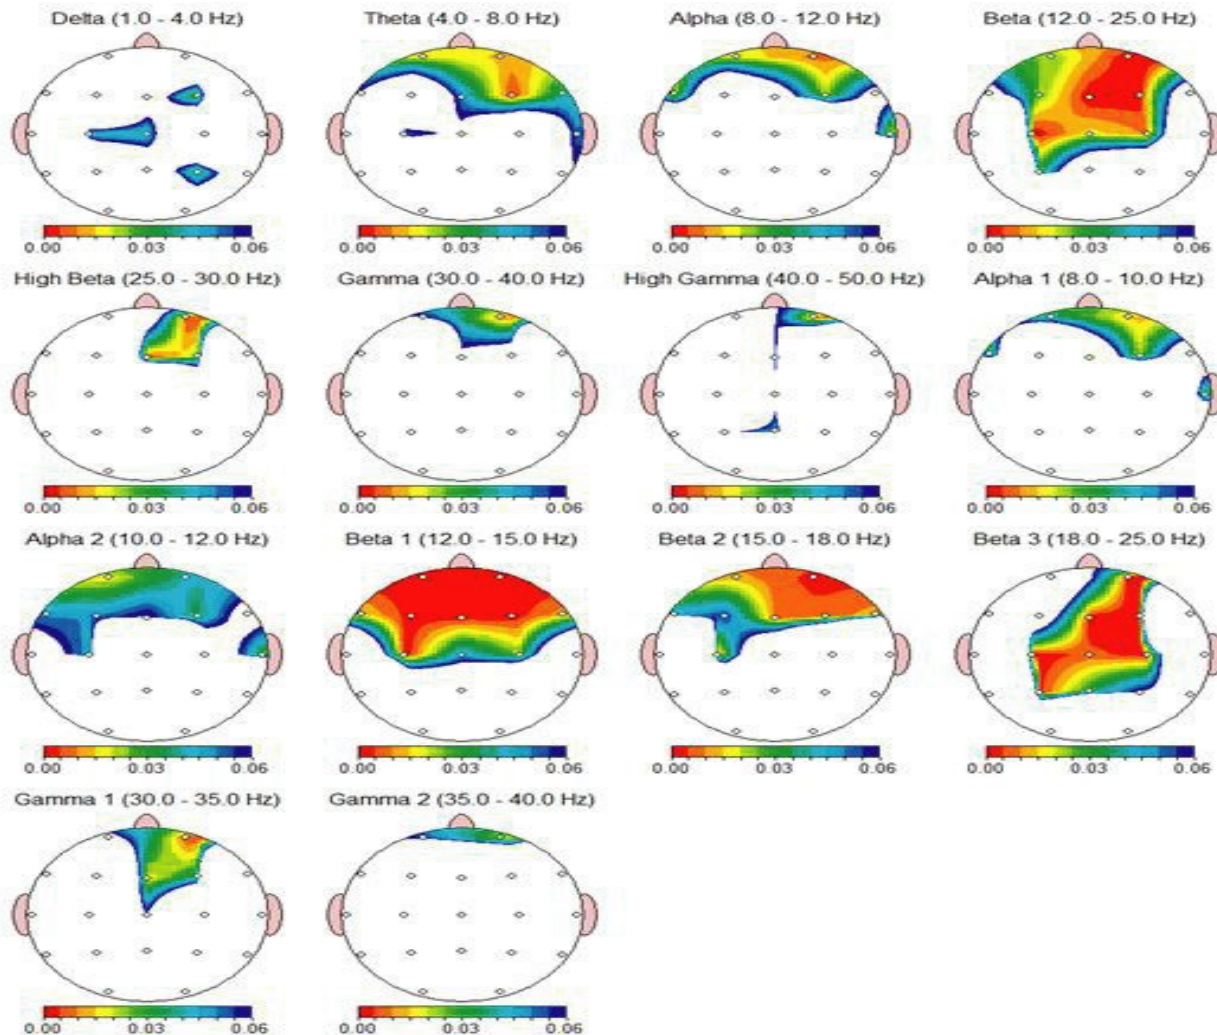 Delta (1.0 - 4.0 Hz) Theta (4.0 - 8.0 Hz) Alpha (8.0 - 12.0 Hz) Beta (12.0 - 25.0 Hz)
0.00 0.03 0.06 0.00 0.03 0.06 0.00 0.03 0.06 0.00 0.03 0.06
High Beta (25.0 - 30.0 Hz) Gamma (30.0 - 40.0 Hz) High Gamma (40.0 - 50.0 Hz) Alpha 1 (8.0 - 10.0 Hz)
0.00 0.03 0.06 0.00 0.03 0.06 0.00 0.03 0.06 0.00 0.03 0.06
Alpha 2 (10.0 - 12.0 Hz) Beta 1 (12.0 - 15.0 Hz) Beta 2 (15.0 - 18.0 Hz) Beta 3 (18.0 - 25.0 Hz)
0.00 0.03 0.06 0.00 0.03 0.06 0.00 0.03 0.06 0.00 0.03 0.06
Gamma 1 (30.0 - 35.0 Hz) Gamma 2 (35.0 - 40.0 Hz)
0.00 0.03 0.06 0.00 0.03 0.06